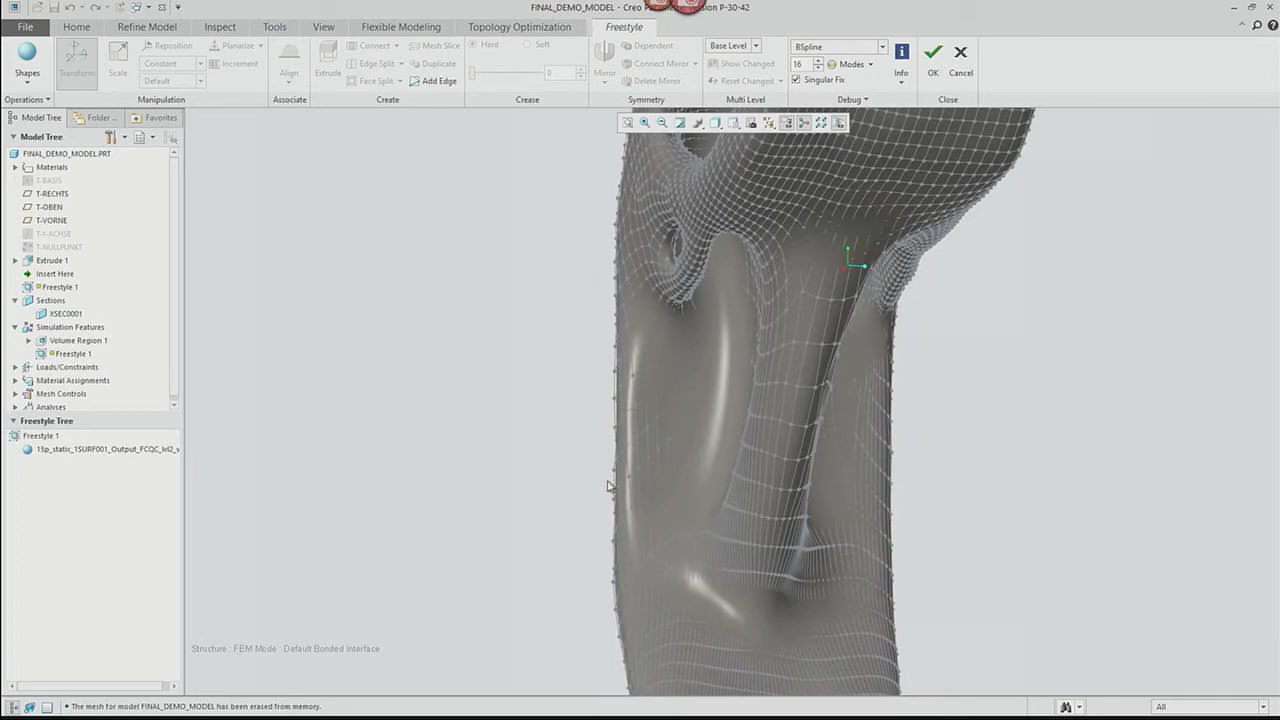 FINAL_DEMO_MODEL - Creo P
sion P-30-42
File Home Refine Model Inspect Tools View Flexible Modeling Topology Optimization Freestyle
Shapes Transform Scale Reposition Planarize Align Extrude Connect Mesh Slice Hard Soft Mirror Dependent Base Level BSpline Info OK Cancel
Constant Increment Edge Split Duplicate 0 Connect Mirror Show Changed 16 Modes
Default Face Split Add Edge Delete Mirror Reset Changed Singular Fix
Operations Manipulation Associate Create Crease Symmetry Multi Level Debug Close
Model Tree Folder... Favorites
Model Tree
FINAL_DEMO_MODEL.PRT
Materials
T-BASIS
T-RECHTS
T-OBEN
T-VORNE
T-1-ACHSE
T-NULLPUNKT
Extrude 1
Insert Here
Freestyle 1
Sections
XSEC0001
Simulation Features
Volume Region 1
Freestyle 1
Loads/Constraints
Material Assignments
Mesh Controls
Analyses
Freestyle Tree
Freestyle 1
15p_static_1SURF001_Output_FCQC_lvl2_v
Structure : FEM Mode : Default Bonded Interface
• The mesh for model FINAL_DEMO_MODEL has been erased from memory.
All